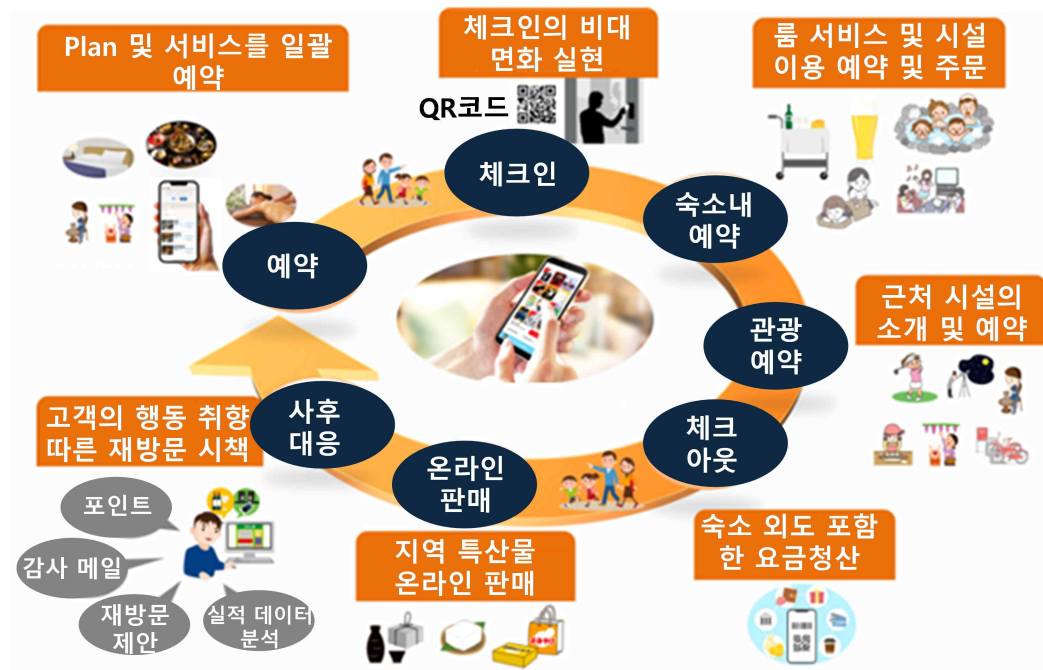 Plan 및 서비스를 일괄
예약
체크인의 비대
면화 실현
룸 서비스 및 시설
이용 예약 및 주문
QR코드
체크인
숙소내
예약
예약
관광
예약
근처 시설의
소개 및 예약
고객의 행동 취향
따른 재방문 시책
사후
대응
체크
아웃
온라인
판매
포인트
감사 메일
재방문
제안
실적 데이터
분석
지역 특산물
온라인 판매
숙소 외도 포함
한 요금청산